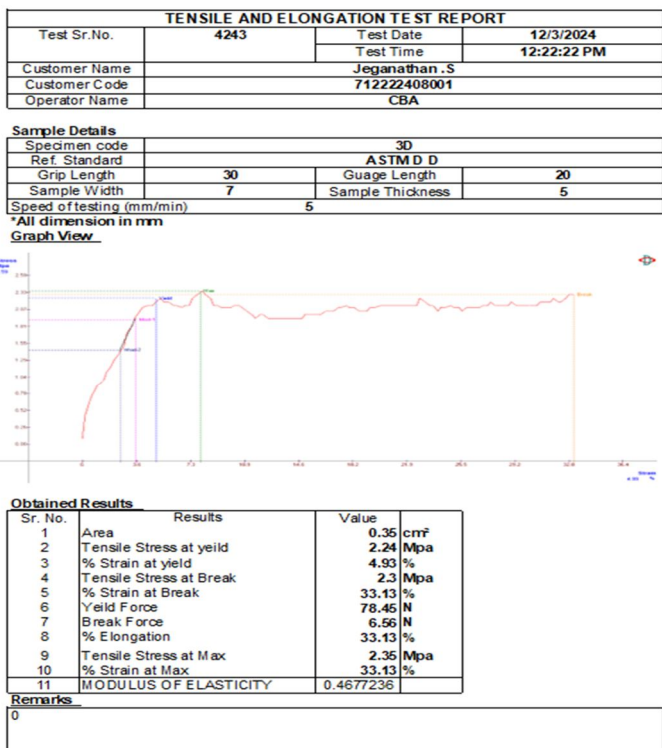 TENSILE AND ELONGATION TEST REPORT
Test Sr.No. 4243 Test Date 12/3/2024
Test Time 12:22:22 PM
Customer Name Jeganathan .S
Customer Code 712222408001
Operator Name CBA
Sample Details
Specimen code 3D
Ref. Standard ASTM D D
Grip Length 30 Guage Length 20
Sample Width 7 Sample Thickness 5
Speed of testing (mm/min) 5
*All dimension in mm
Graph View
Obtained Results
Sr. No. Results Value
1 Area 0.35 cm²
2 Tensile Stress at yeild 2.24 Mpa
3 % Strain at yield 4.93 %
4 Tensile Stress at Break 2.3 Mpa
5 % Strain at Break 33.13 %
6 Yeild Force 78.45 N
7 Break Force 6.56 N
8 % Elongation 33.13 %
9 Tensile Stress at Max 2.35 Mpa
10 % Strain at Max 33.13 %
11 MODULUS OF ELASTICITY 0.4677236
Remarks
0